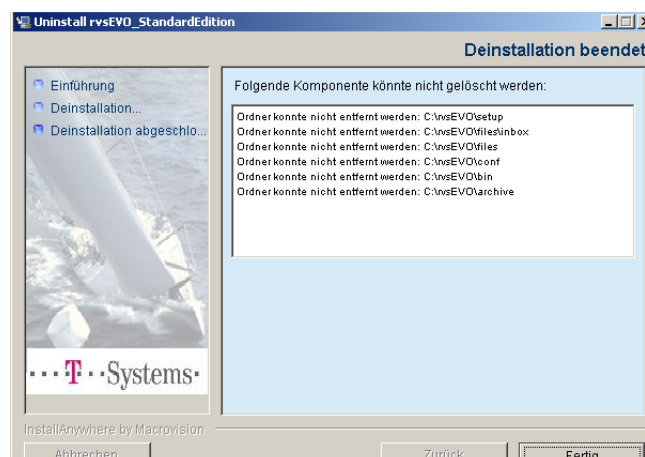 Uninstall rvsEVO_StandardEdition
Deinstallation beendet
Einführung
Deinstallation...
Deinstallation abgeschlo...
Folgende Komponente könnte nicht gelöscht werden:
Ordner konnte nicht entfernt werden: C:\rvsEVO\setup
Ordner konnte nicht entfernt werden: C:\rvsEVO\files\inbox
Ordner konnte nicht entfernt werden: C:\rvsEVO\files
Ordner konnte nicht entfernt werden: C:\rvsEVO\conf
Ordner konnte nicht entfernt werden: C:\rvsEVO\bin
Ordner konnte nicht entfernt werden: C:\rvsEVO\archive
···· T ··Systems·
InstallAnywhere by Macrovision
Abbrechen
Zurück
Fertig